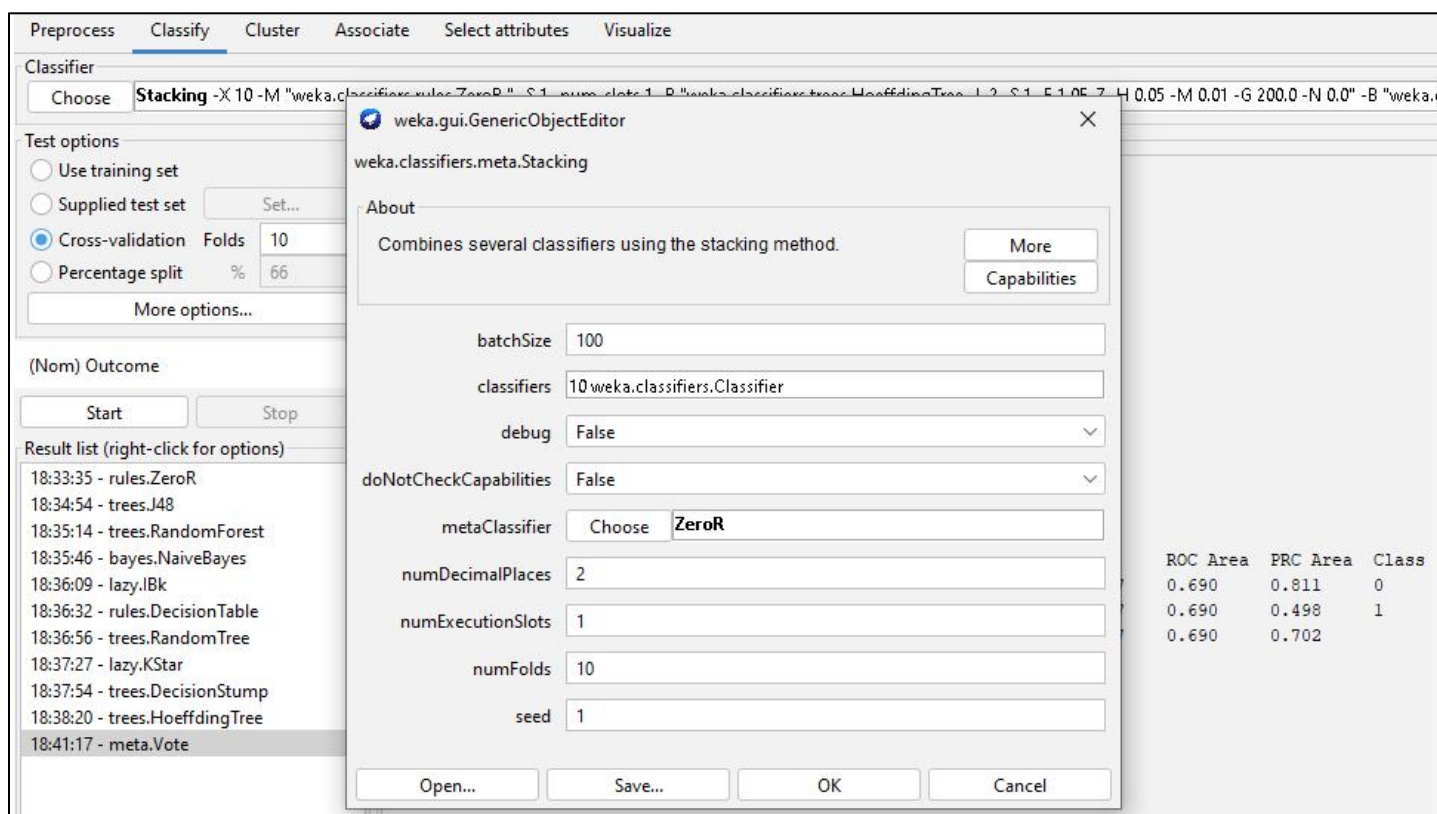 Preprocess Classify Cluster Associate Select attributes Visualize
Classifier
Choose Stacking -X 10 -M "weka.classifiers.rules.ZeroR " -S 1 -num-slots 1 -B "weka.classifiers.trees.HoeffdingTree -L 2 -S 1 -E 1.0E-7 -H 0.05 -M 0.01 -G 200.0 -N 0.0" -B "weka.
weka.gui.GenericObjectEditor
Test options
weka.classifiers.meta.Stacking
Use training set
Supplied test set Set...
About
Cross-validation Folds 10
Combines several classifiers using the stacking method. More
Percentage split % 66
Capabilities
More options...
batchSize 100
(Nom) Outcome
classifiers 10 weka.classifiers.Classifier
Start Stop
debug False
Result list (right-click for options)
18:33:35 - rules.ZeroR
doNotCheckCapabilities False
18:34:54 - trees.J48
18:35:14 - trees.RandomForest
metaClassifier Choose ZeroR
18:35:46 - bayes.NaiveBayes
ROC Area PRC Area Class
18:36:09 - lazy.IBk
numDecimalPlaces 2
0.690 0.811 0
18:36:32 - rules.DecisionTable
numExecutionSlots 1
0.690 0.498 1
18:36:56 - trees.RandomTree
0.690 0.702
18:37:27 - lazy.KStar
numFolds 10
18:37:54 - trees.DecisionStump
18:38:20 - trees.HoeffdingTree
seed 1
18:41:17 - meta.Vote
Open... Save... OK Cancel